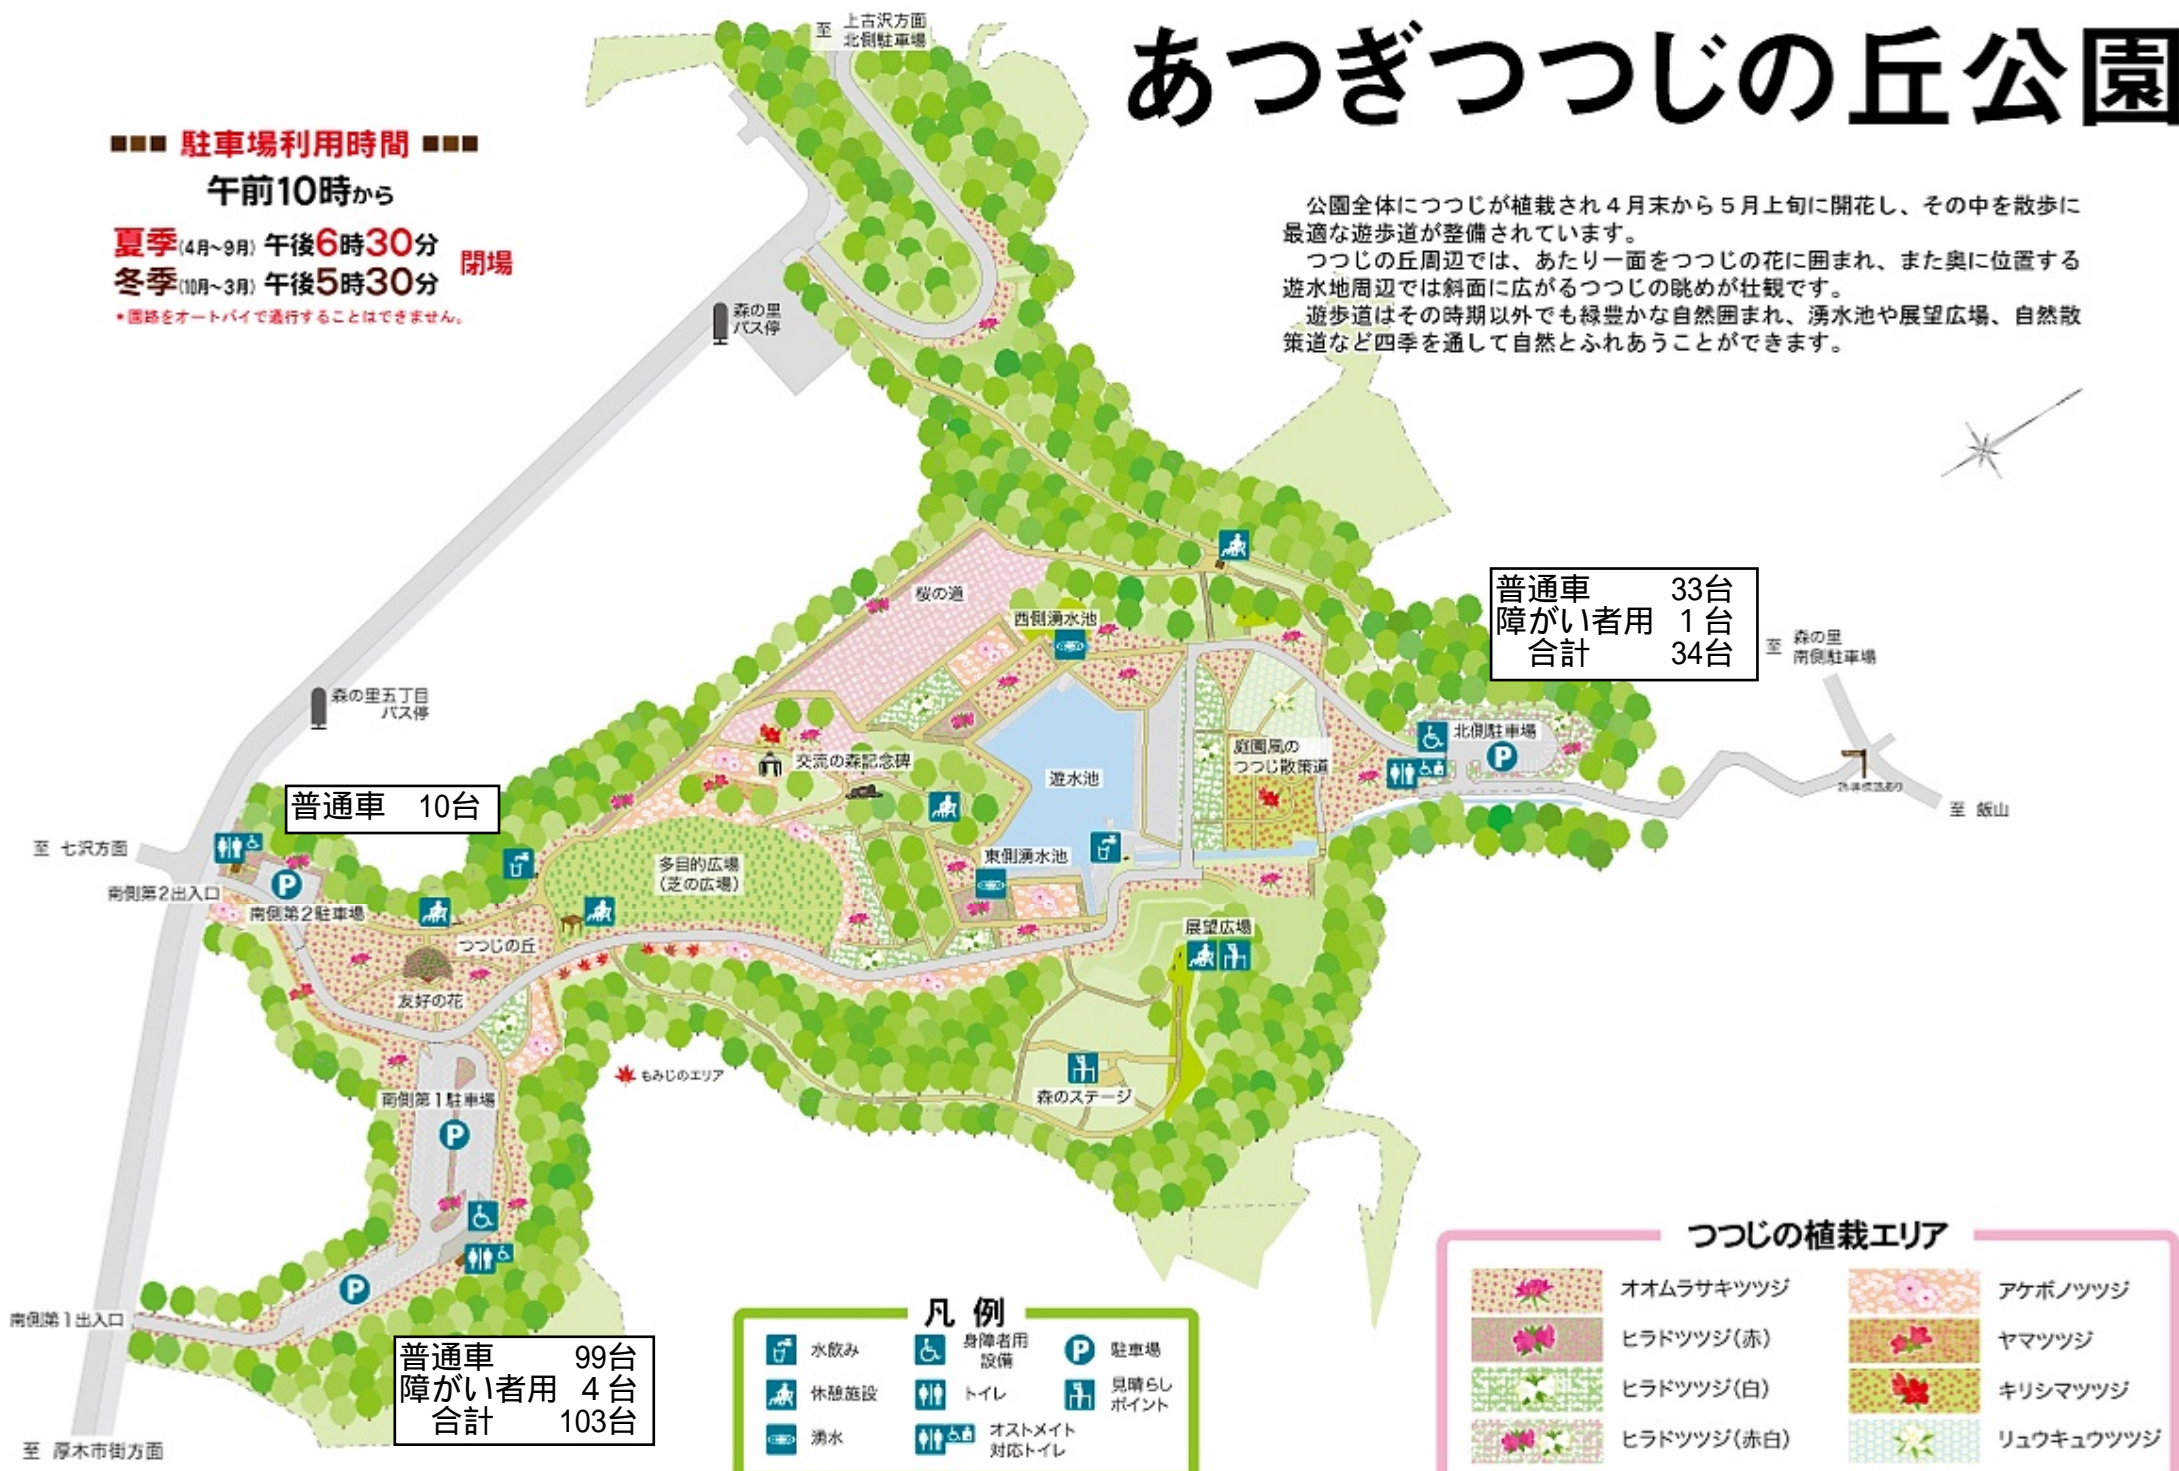 あつぎつつじの丘公園
至 上古沢方面
北側駐車場
駐車場利用時間
午前10時から
夏季(4月~9月) 午後6時30分
冬季(10月~3月) 午後5時30分
閉場
*園路をオートバイで通行することはできません。
公園全体につつじが植栽され4月末から5月上旬に開花し、その中を散歩に
最適な遊歩道が整備されています。
つつじの丘周辺では、あたり一面をつつじの花に囲まれ、また奥に位置する
遊水地周辺では斜面に広がるつつじの眺めが壮観です。
遊歩道はその時期以外でも緑豊かな自然囲まれ、湧水池や展望広場、自然散
策道など四季を通して自然とふれあうことができます。
森の里
バス停
普通車 33台
障がい者用 1台
合計 34台
至 森の里
南側駐車場
桜の道
西側湧水池
森の里五丁目
バス停
北側駐車場
P
庭園風の
つつじ散策道
交流の森記念碑
遊水池
至 飯山
普通車 10台
至 七沢方面
南側第2出入口
P
南側第2駐車場
多目的広場
(芝の広場)
東側湧水池
つつじの丘
展望広場
友好の花
もみじのエリア
森のステージ
南側第1駐車場
P
P
南側第1出入口
普通車 99台
障がい者用 4台
合計 103台
至 厚木市街方面
凡例
水飲み
身障者用
設備
P 駐車場
休憩施設
トイレ
見晴らし
ポイント
湧水
オストメイト
対応トイレ
つつじの植栽エリア
オオムラサキツツジ
アケボノツツジ
ヒラドツツジ(赤)
ヤマツツジ
ヒラドツツジ(白)
キリシマツツジ
ヒラドツツジ(赤白)
リュウキュウツツジ